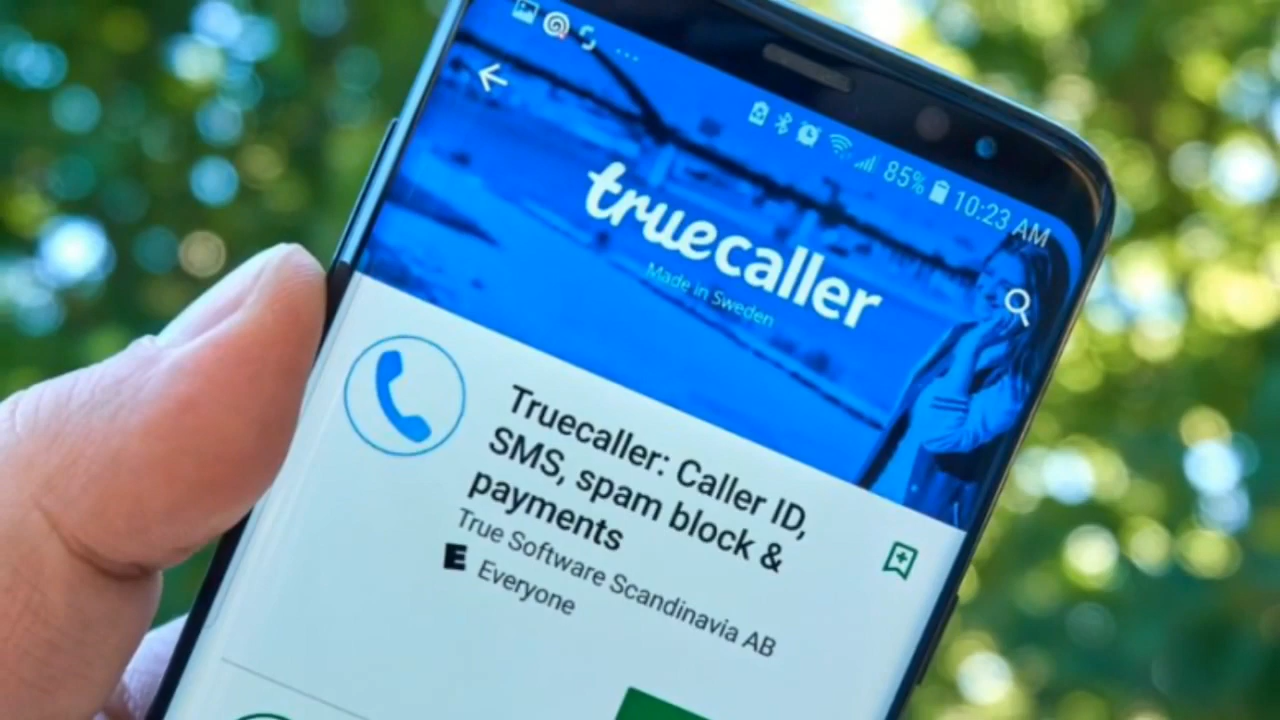 85% 10:23 AM
truecaller
Made in Sweden
Truecaller: Caller ID,
SMS, spam block &
payments
True Software Scandinavia AB
E Everyone